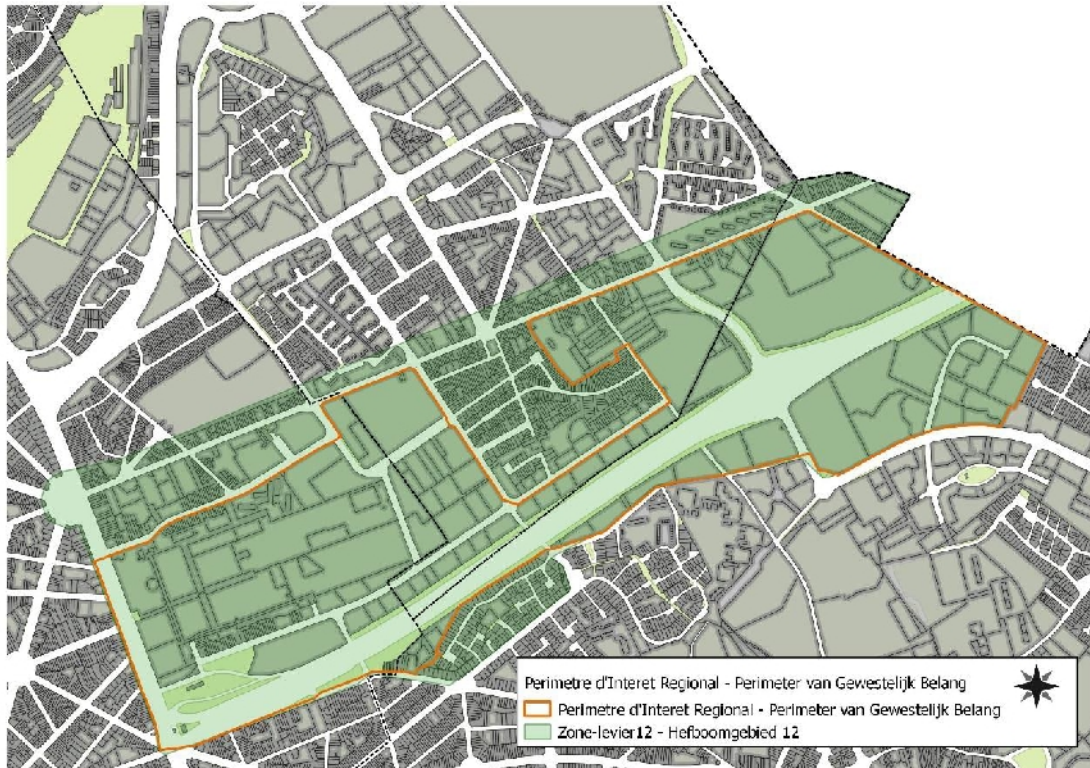 Perimetre d'Interet Regional - Perimeter van Gewestelijk Belang
Perimetre d'Interet Regional - Perimeter van Gewestelijk Belang
Zone-levier12 - Hefboomgebied 12